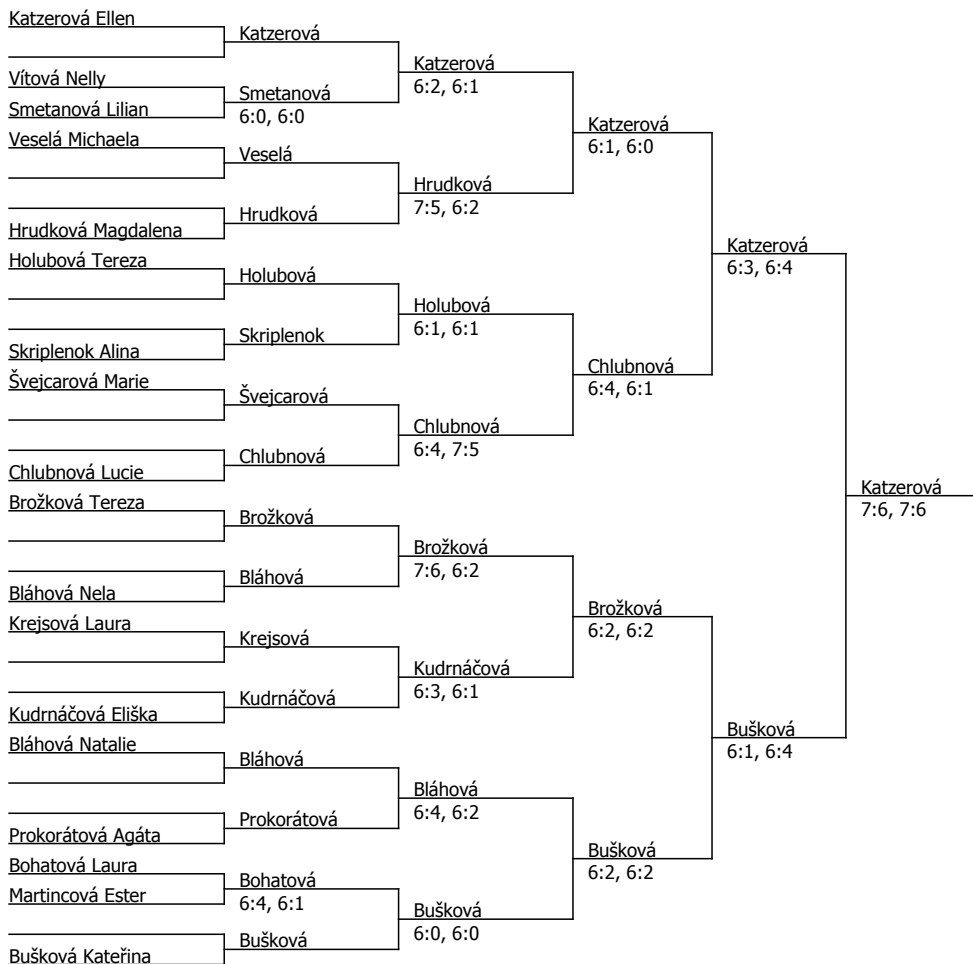 Katzerová Ellen
Katzerová
Katzerová
6:2, 6:1
Vítová Nelly
Smetanová
6:0, 6:0
Smetanová Lilian
Katzerová
6:1, 6:0
Veselá Michaela
Veselá
Hrudková
7:5, 6:2
Hrudková
Hrudková Magdalena
Katzerová
6:3, 6:4
Holubová Tereza
Holubová
Holubová
6:1, 6:1
Skriplenok
Skriplenok Alina
Chlubnová
6:4, 6:1
Švejcarová Marie
Švejcarová
Chlubnová
6:4, 7:5
Chlubnová
Chlubnová Lucie
Katzerová
7:6, 7:6
Brožková Tereza
Brožková
Brožková
7:6, 6:2
Bláhová
Bláhová Nela
Brožková
6:2, 6:2
Krejsová Laura
Krejsová
Kudrnáčová
6:3, 6:1
Kudrnáčová
Kudrnáčová Eliška
Bušková
6:1, 6:4
Bláhová Natalie
Bláhová
Bláhová
6:4, 6:2
Prokorátová
Prokorátová Agáta
Bušková
6:2, 6:2
Bohatová Laura
Bohatová
6:4, 6:1
Martincová Ester
Bušková
6:0, 6:0
Bušková
Bušková Kateřina